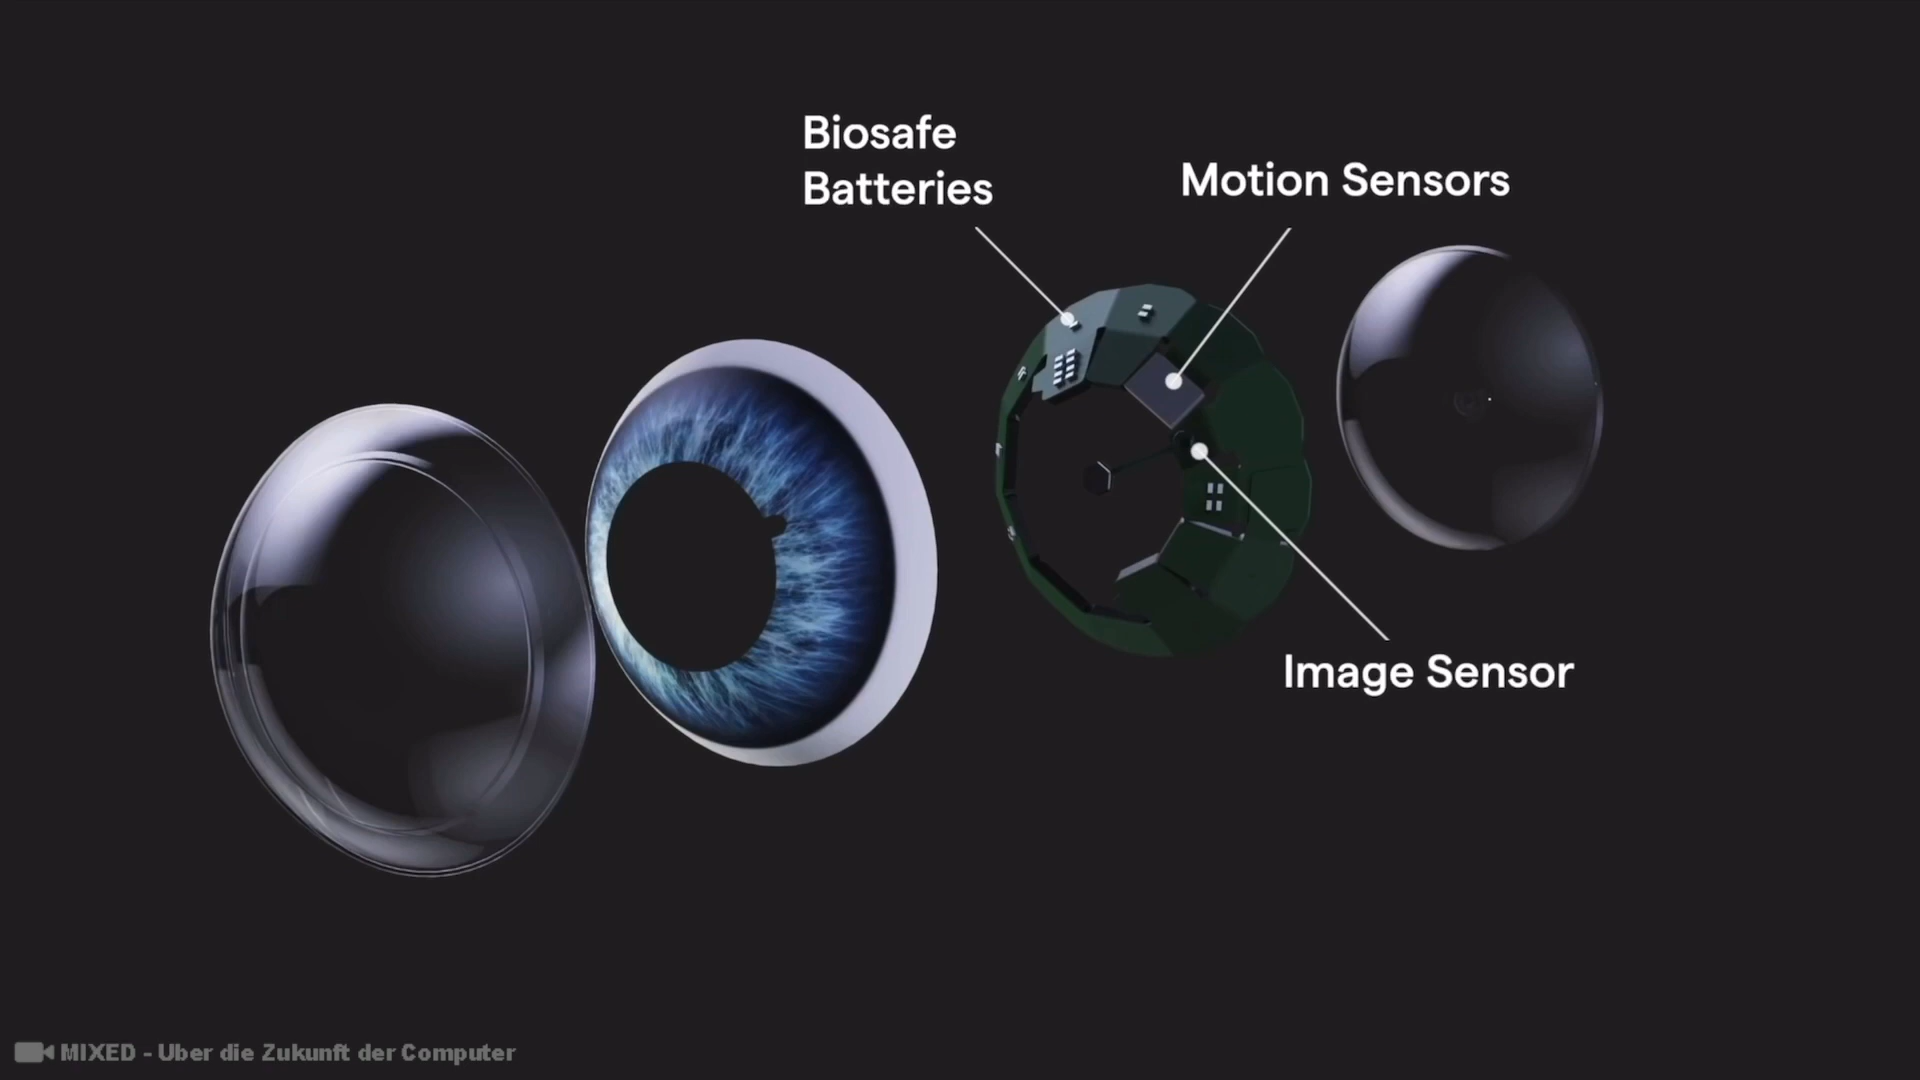 Biosafe
Batteries
Motion Sensors
Image Sensor
MIXED - Uber die Zukunft der Computer